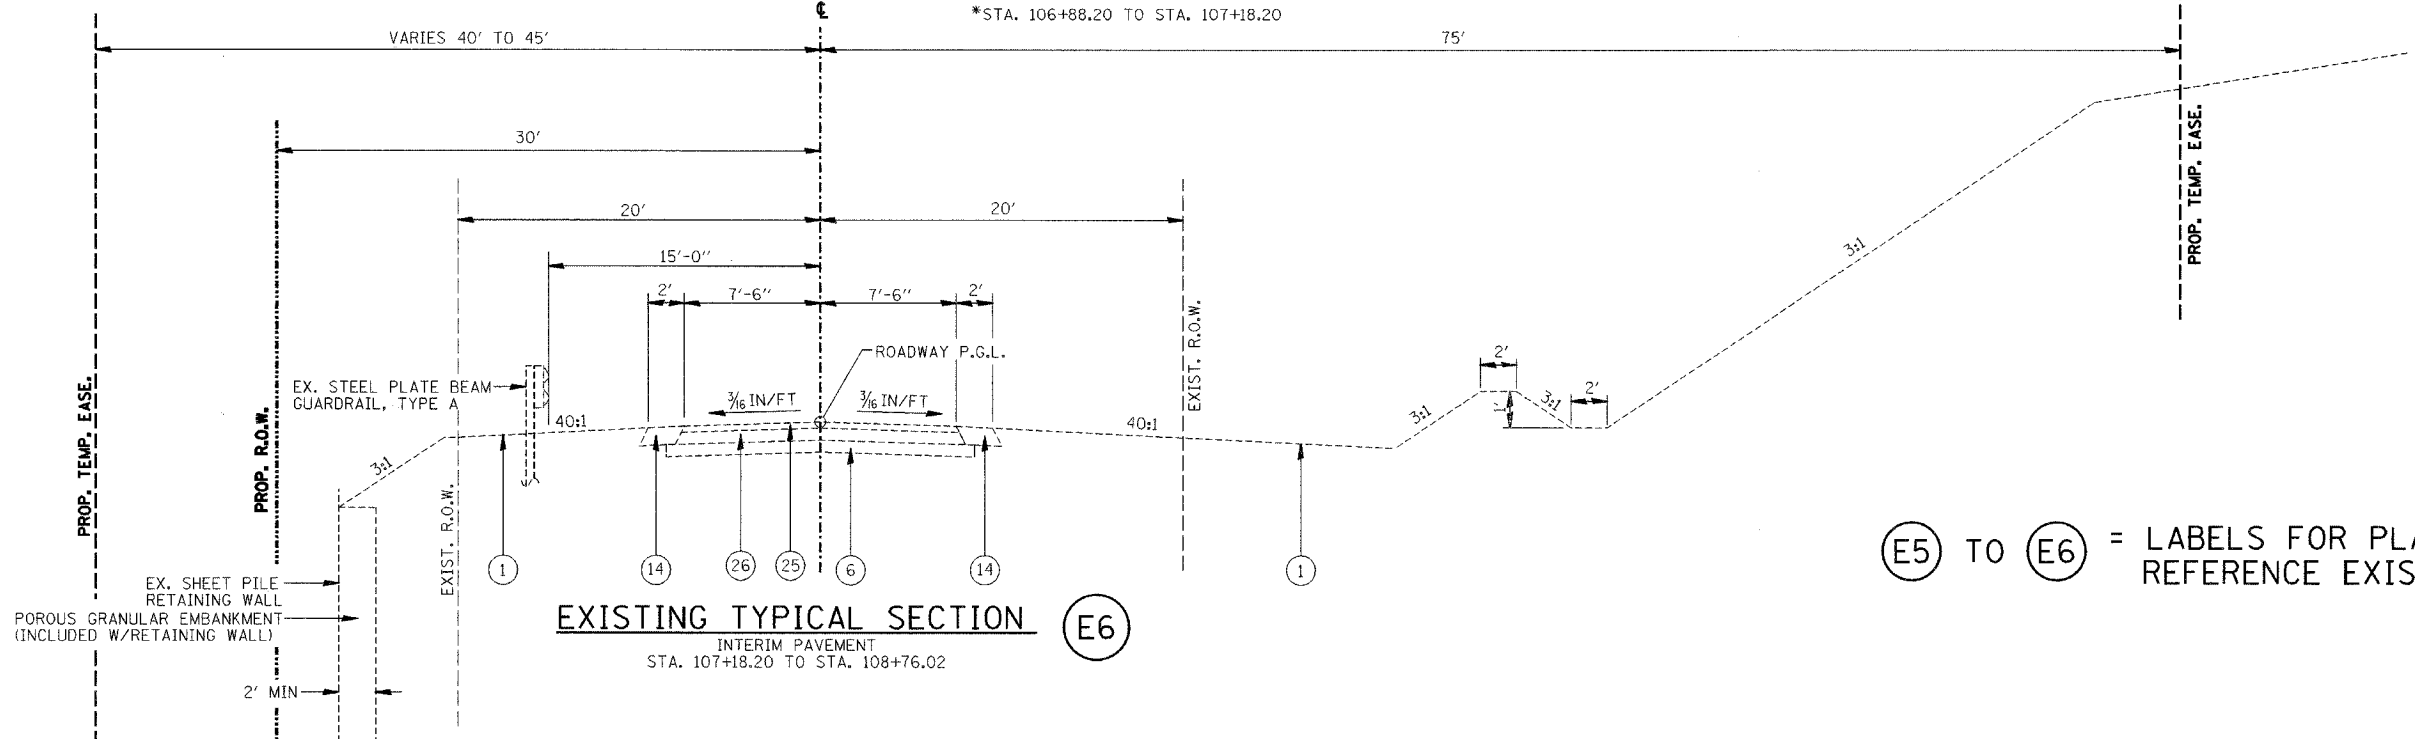 ℄
*STA. 106+88.20 TO STA. 107+18.20
VARIES 40' TO 45'
75'
30'
20'
20'
15'-0"
2'
7'-6"
7'-6"
2'
ROADWAY P.G.L.
EX. STEEL PLATE BEAM
GUARDRAIL, TYPE A
3/16 IN/FT
3/16 IN/FT
40:1
40:1
3:1
3:1
2'
3:1
1'
2'
3:1
PROP. TEMP. EASE.
PROP. R.O.W.
EXIST. R.O.W.
EXIST. R.O.W.
PROP. TEMP. EASE.
1
14
26
25
6
14
1
EX. SHEET PILE
RETAINING WALL
POROUS GRANULAR EMBANKMENT
(INCLUDED W/RETAINING WALL)
2' MIN
EXISTING TYPICAL SECTION E6
INTERIM PAVEMENT
STA. 107+18.20 TO STA. 108+76.02
E5 TO E6 = LABELS FOR PLA
REFERENCE EXIS